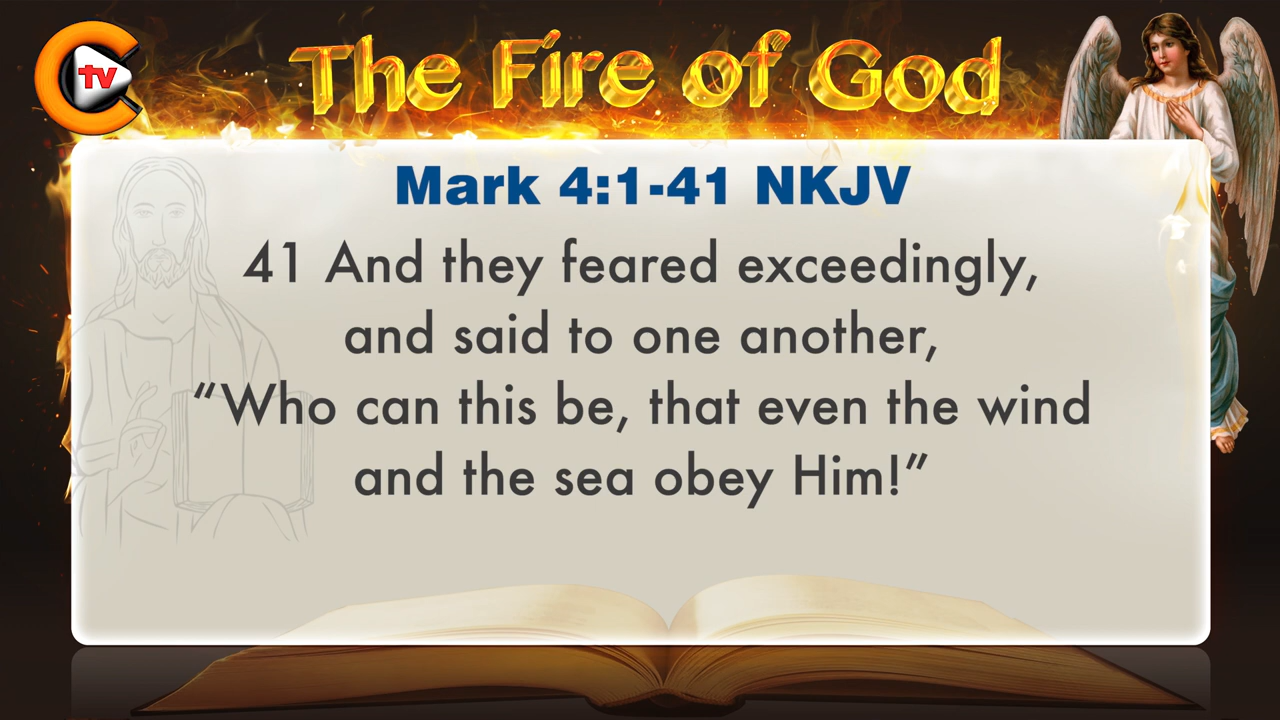 tv
The Fire of God
Mark 4:1-41 NKJV
41 And they feared exceedingly,
and said to one another,
“Who can this be, that even the wind
and the sea obey Him!”